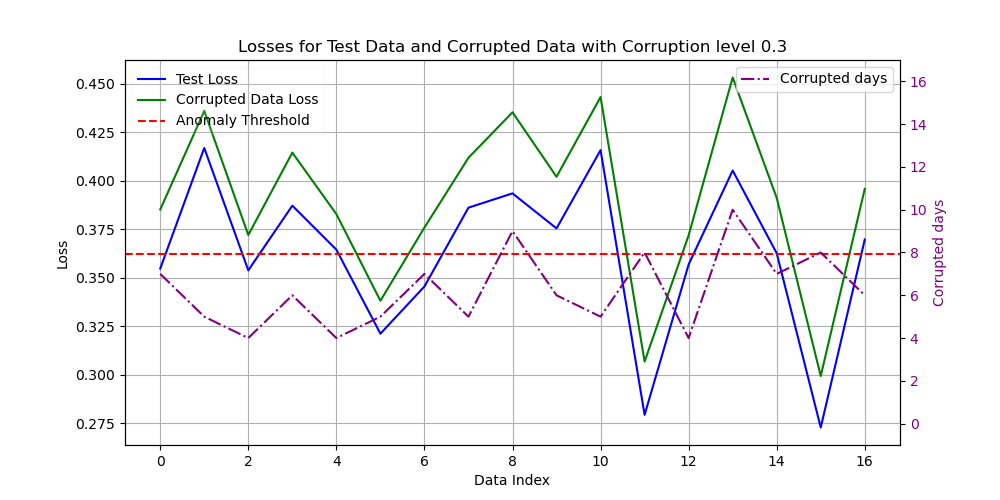 Losses for Test Data and Corrupted Data with Corruption level 0.3
Test Loss
Corrupted Data Loss
Anomaly Threshold
Corrupted days
Loss
0.450
0.425
0.400
0.375
0.350
0.325
0.300
0.275
16
14
12
10
8
6
4
2
0
Corrupted days
0 2 4 6 8 10 12 14 16
Data Index